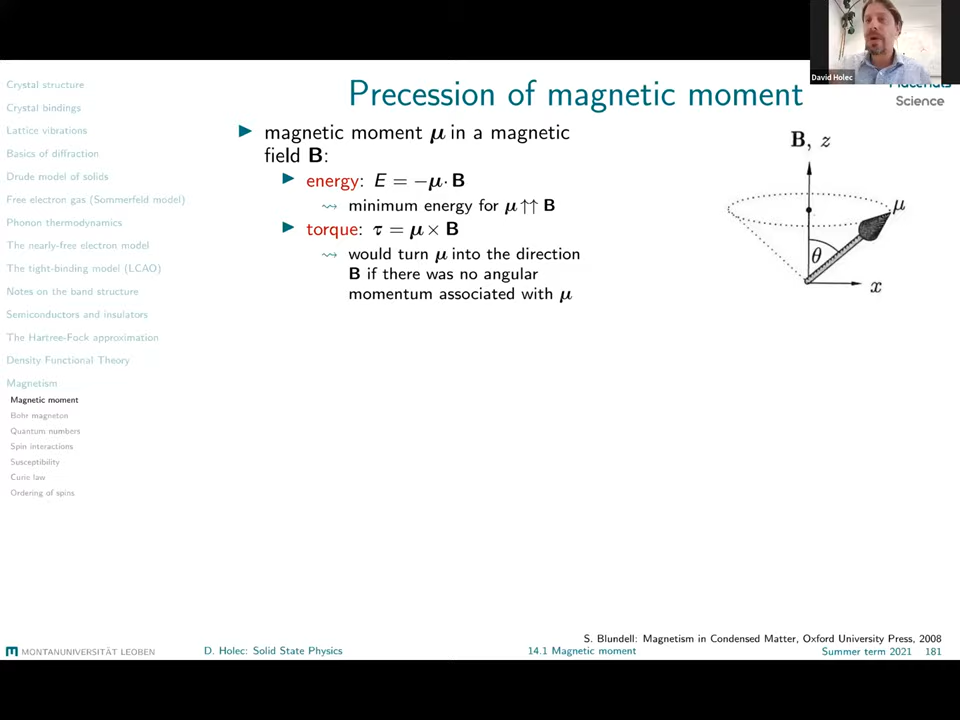 David Holec
Materials
Science
Crystal structure
Crystal bindings
Lattice vibrations
Basics of diffraction
Drude model of solids
Free electron gas (Sommerfeld model)
Phonon thermodynamics
The nearly-free electron model
The tight-binding model (LCAO)
Notes on the band structure
Semiconductors and insulators
The Hartree-Fock approximation
Density Functional Theory
Magnetism
Magnetic moment
Bohr magneton
Quantum numbers
Spin interactions
Susceptibility
Curie law
Ordering of spins
Precession of magnetic moment
▶ magnetic moment μ in a magnetic
field B:
▶ energy: E = −μ· B
⇝ minimum energy for μ ↑↑ B
▶ torque: τ = μ × B
⇝ would turn μ into the direction
B if there was no angular
momentum associated with μ
B, z
μ
θ
x
S. Blundell: Magnetism in Condensed Matter, Oxford University Press, 2008
MONTANUNIVERSITÄT LEOBEN
D. Holec: Solid State Physics
14.1 Magnetic moment
Summer term 2021 181